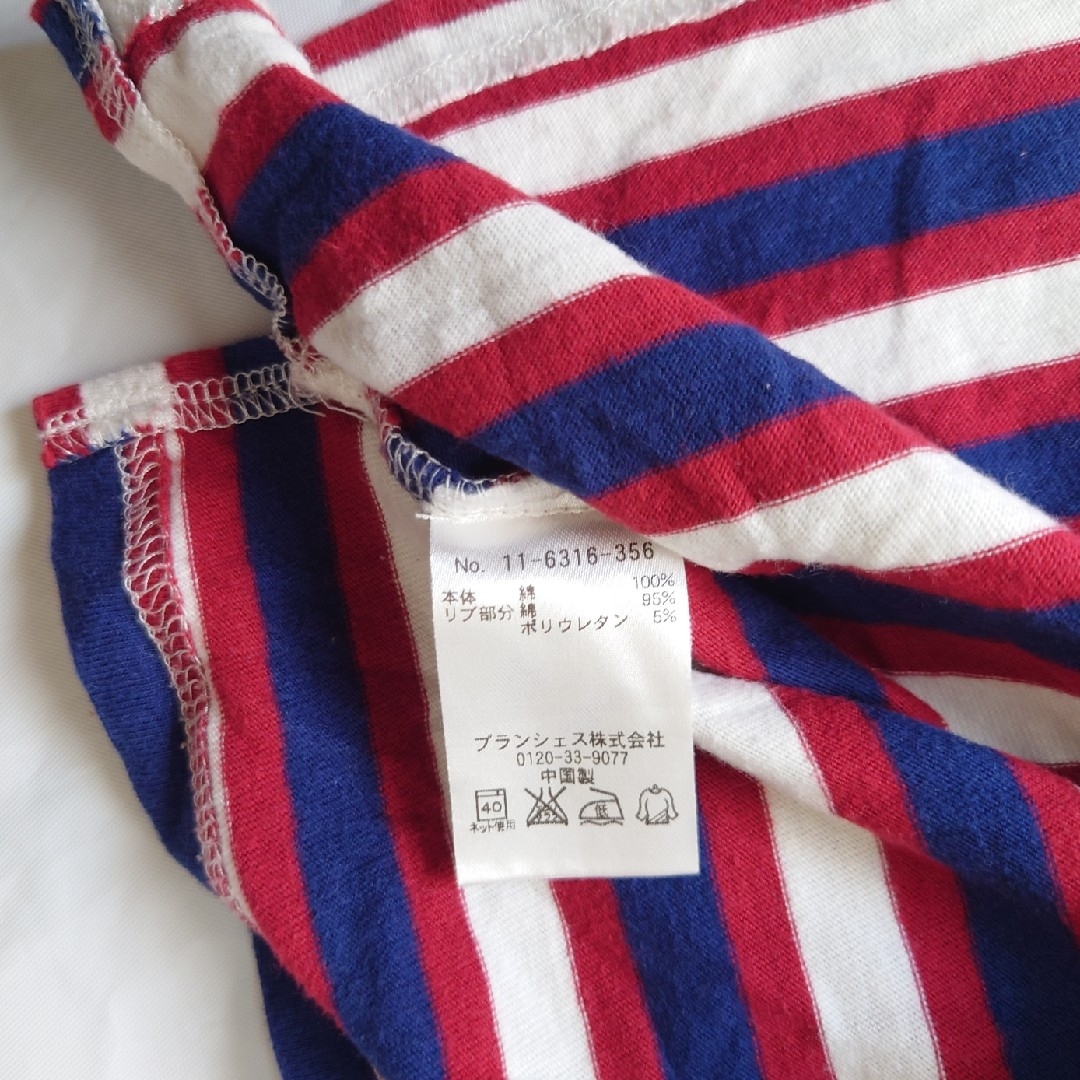 No. 11-6316-356
本体 綿 100%
リブ部分 綿 95%
ポリウレタン 5%
ブランシェス株式会社
0120-33-9077
中国製
40 低
ネット使用